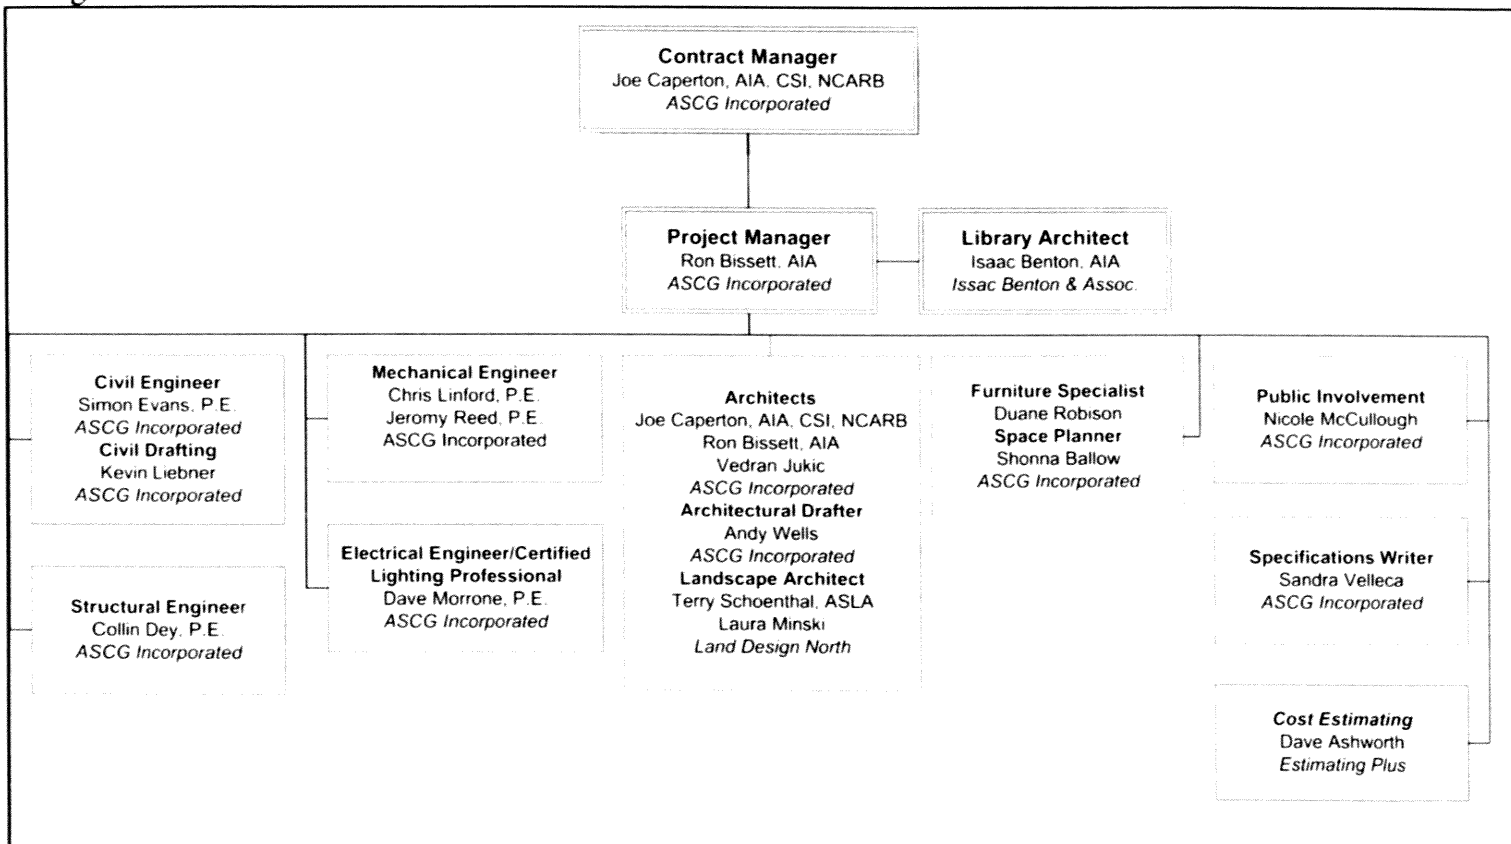 Contract Manager
Joe Caperton, AIA, CSI, NCARB
ASCG Incorporated
Project Manager
Ron Bissett, AIA
ASCG Incorporated
Library Architect
Isaac Benton, AIA
Issac Benton & Assoc.
Civil Engineer
Simon Evans, P.E.
ASCG Incorporated
Civil Drafting
Kevin Liebner
ASCG Incorporated
Structural Engineer
Collin Dey, P.E.
ASCG Incorporated
Mechanical Engineer
Chris Linford, P.E.
Jeromy Reed, P.E.
ASCG Incorporated
Electrical Engineer/Certified
Lighting Professional
Dave Morrone, P.E.
ASCG Incorporated
Architects
Joe Caperton, AIA, CSI, NCARB
Ron Bissett, AIA
Vedran Jukic
ASCG Incorporated
Architectural Drafter
Andy Wells
ASCG Incorporated
Landscape Architect
Terry Schoenthal, ASLA
Laura Minski
Land Design North
Furniture Specialist
Duane Robison
Space Planner
Shonna Ballow
ASCG Incorporated
Public Involvement
Nicole McCullough
ASCG Incorporated
Specifications Writer
Sandra Velleca
ASCG Incorporated
Cost Estimating
Dave Ashworth
Estimating Plus